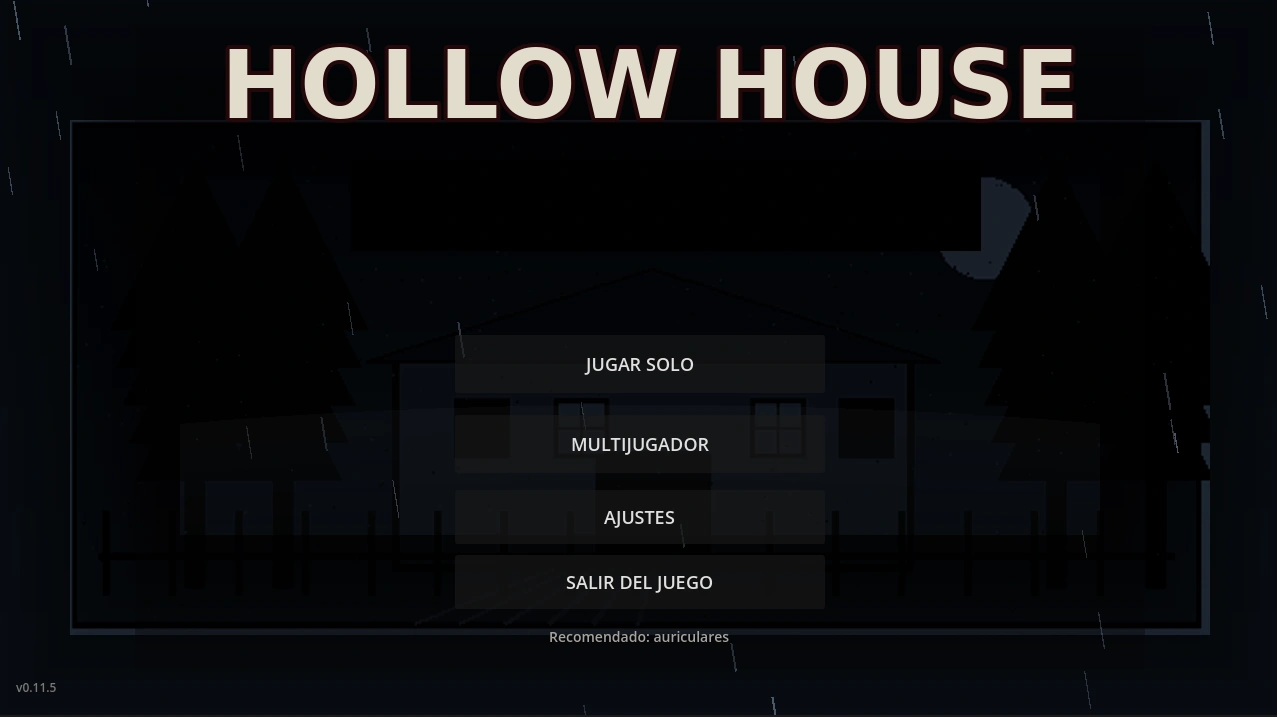 HOLLOW HOUSE
JUGAR SOLO
MULTIJUGADOR
AJUSTES
SALIR DEL JUEGO
Recomendado: auriculares
v0.11.5